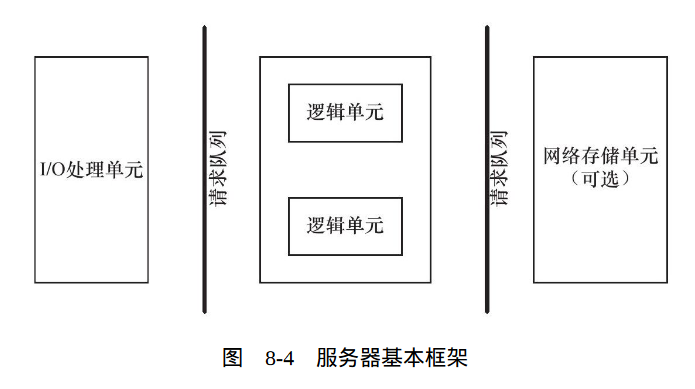 I/O处理单元
请求队列
逻辑单元
逻辑单元
请求队列
网络存储单元
（可选）
图 8-4 服务器基本框架